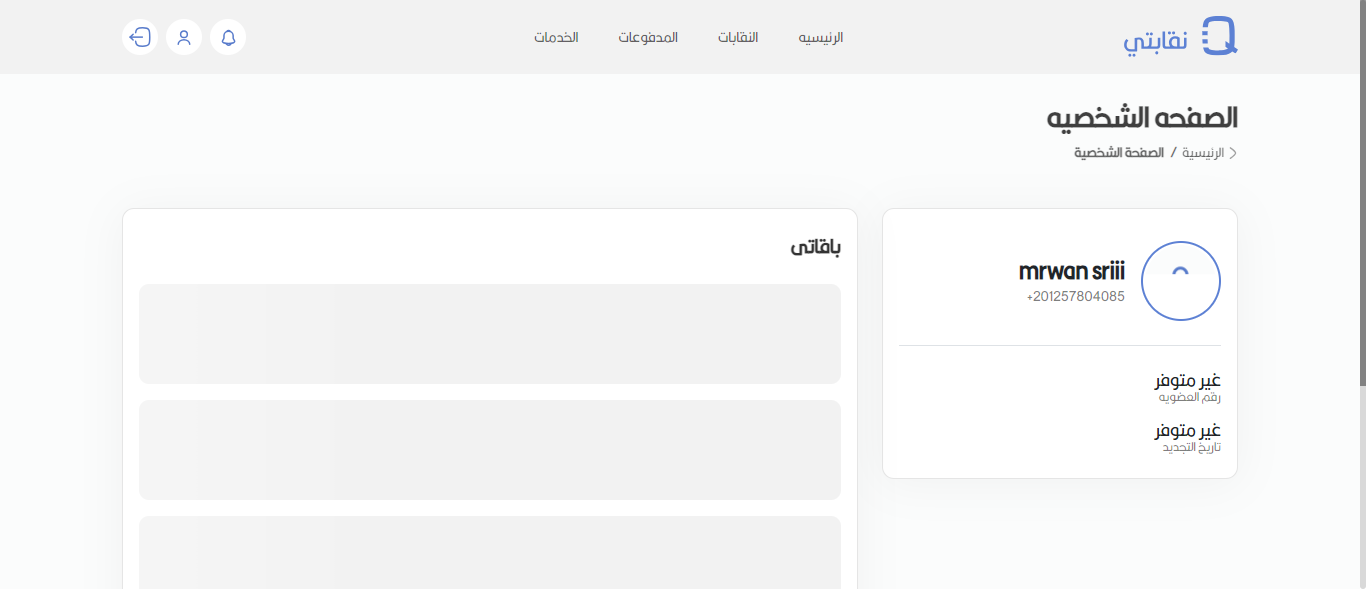 نقابتي
الرئيسيه
النقابات
المدفوعات
الخدمات
الصفحه الشخصيه
الرئيسية / الصفحة الشخصية
mrwan sriii
+201257804085
غير متوفر
رقم العضويه
غير متوفر
تاريخ التجديد
باقاتى